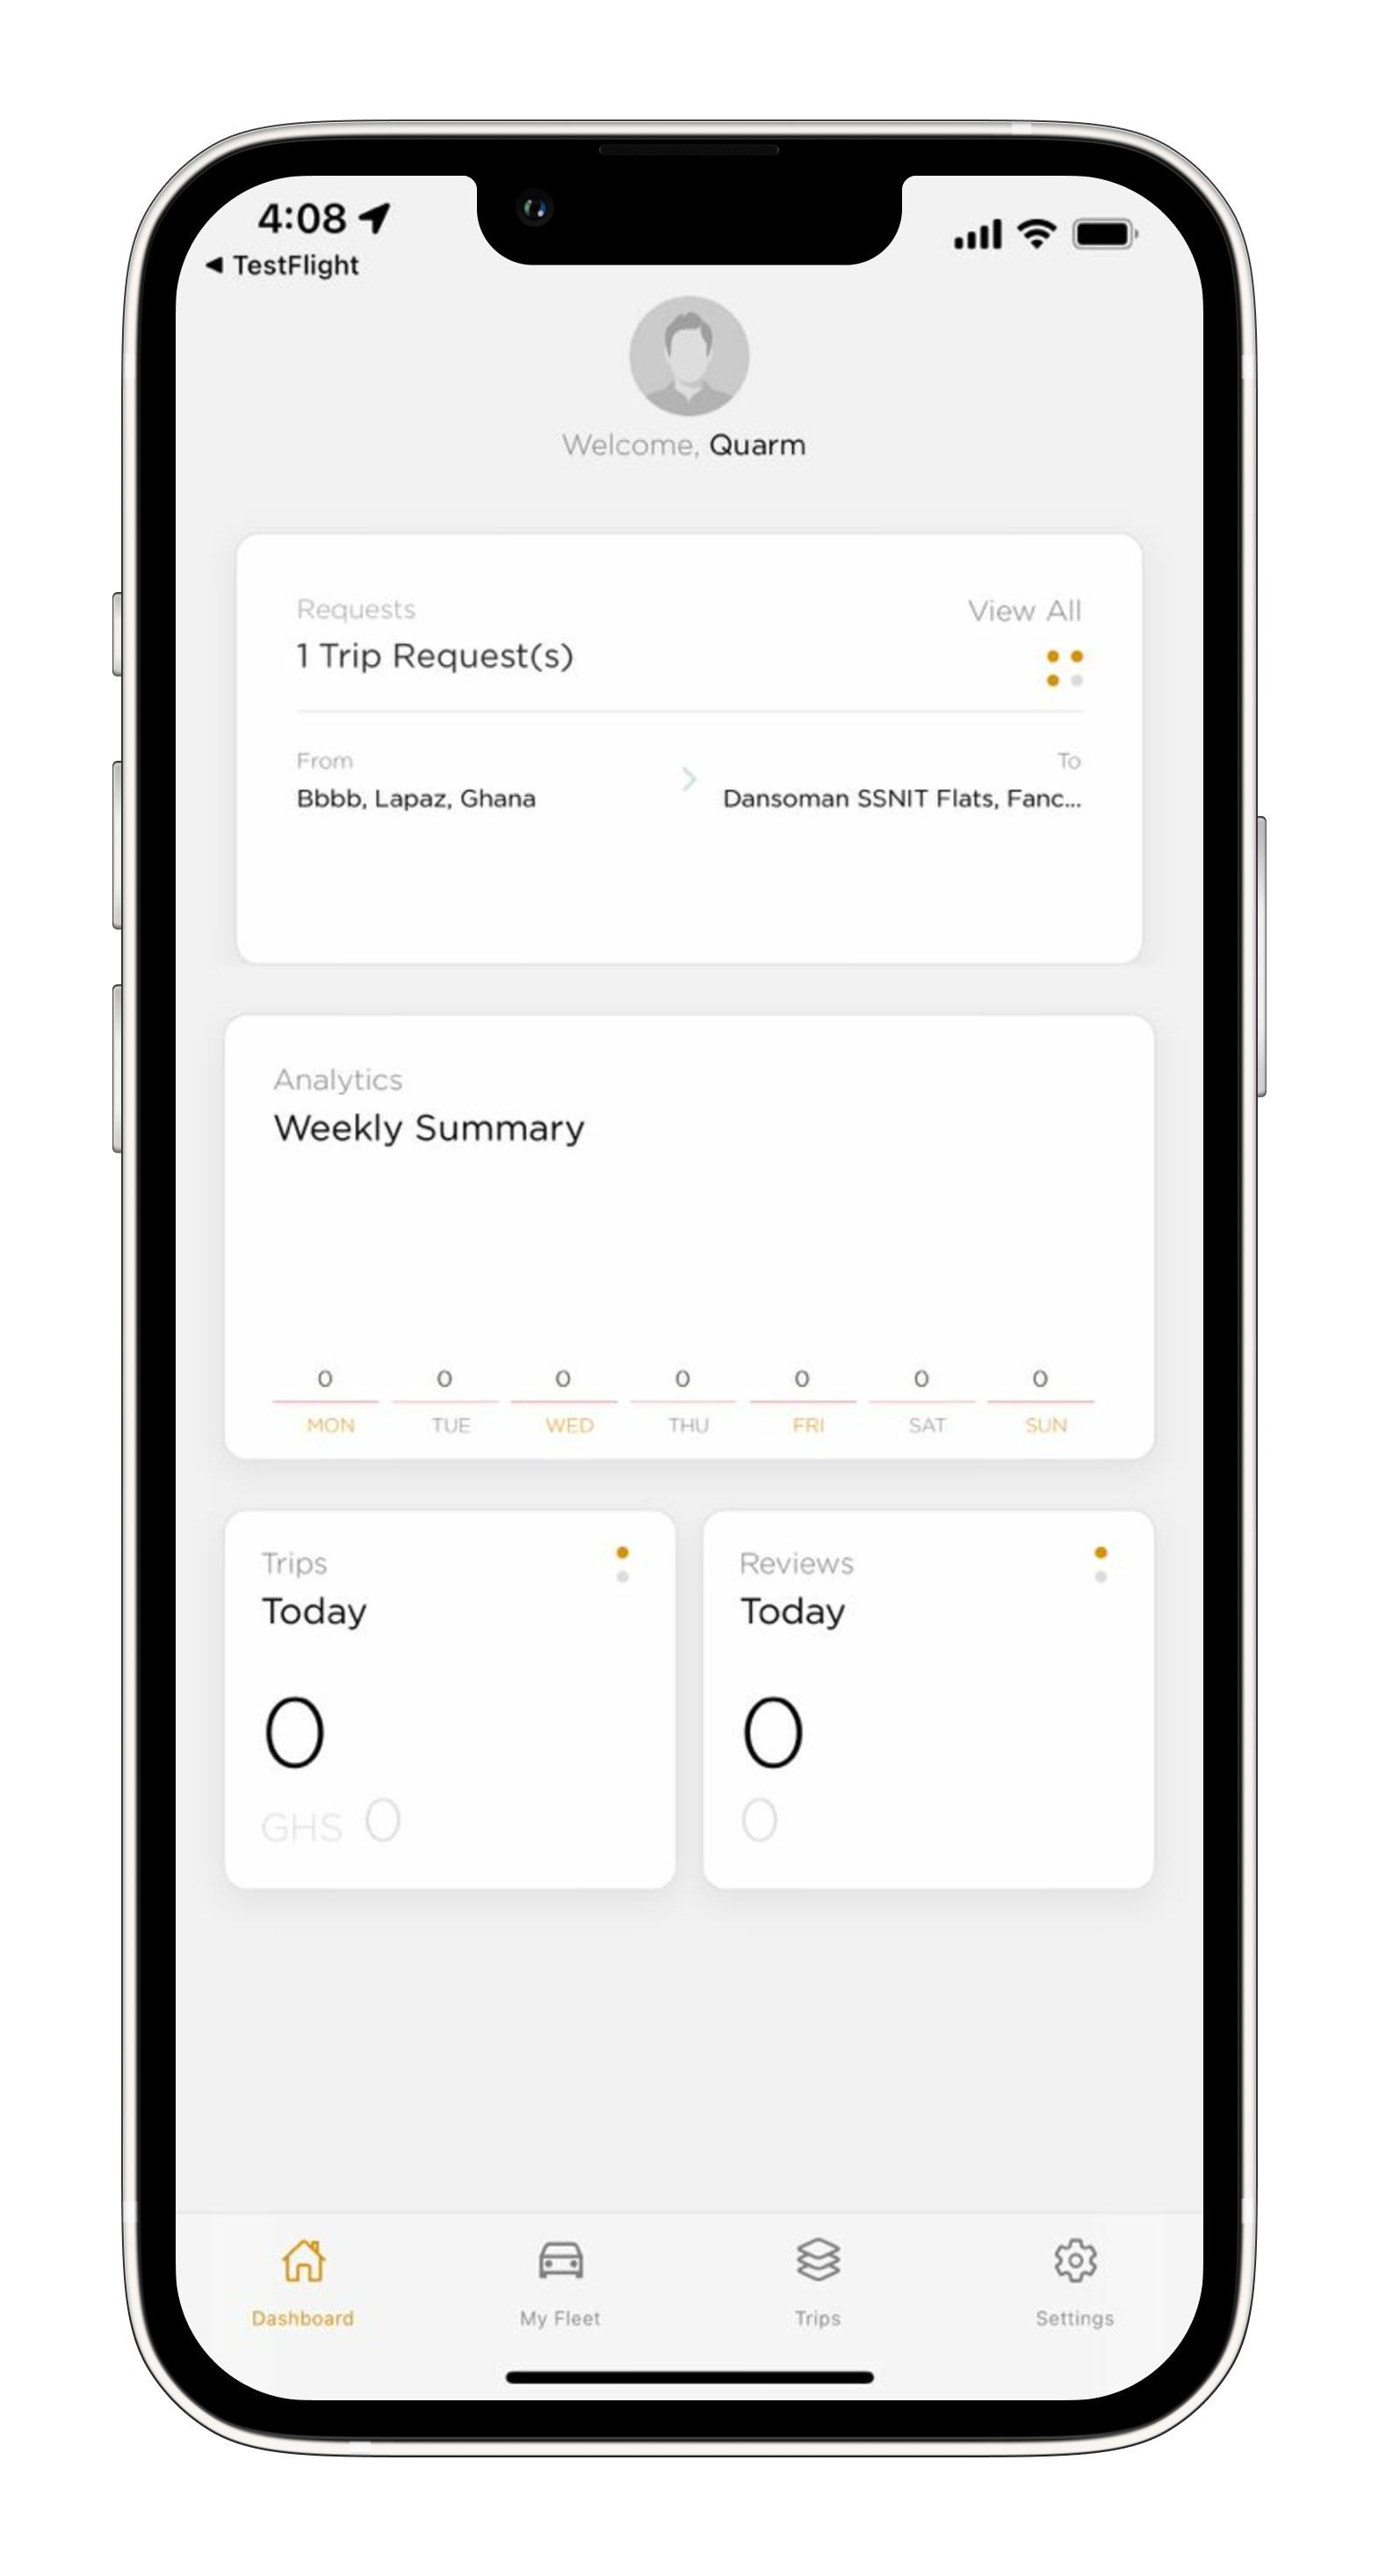 4:08
TestFlight
Welcome, Quarm
Requests
View All
1 Trip Request(s)
From
To
Bbbb, Lapaz, Ghana
Dansoman SSNIT Flats, Fanc...
Analytics
Weekly Summary
0 0 0 0 0 0 0
MON TUE WED THU FRI SAT SUN
Trips
Today
0
GHS 0
Reviews
Today
0
0
Dashboard
My Fleet
Trips
Settings